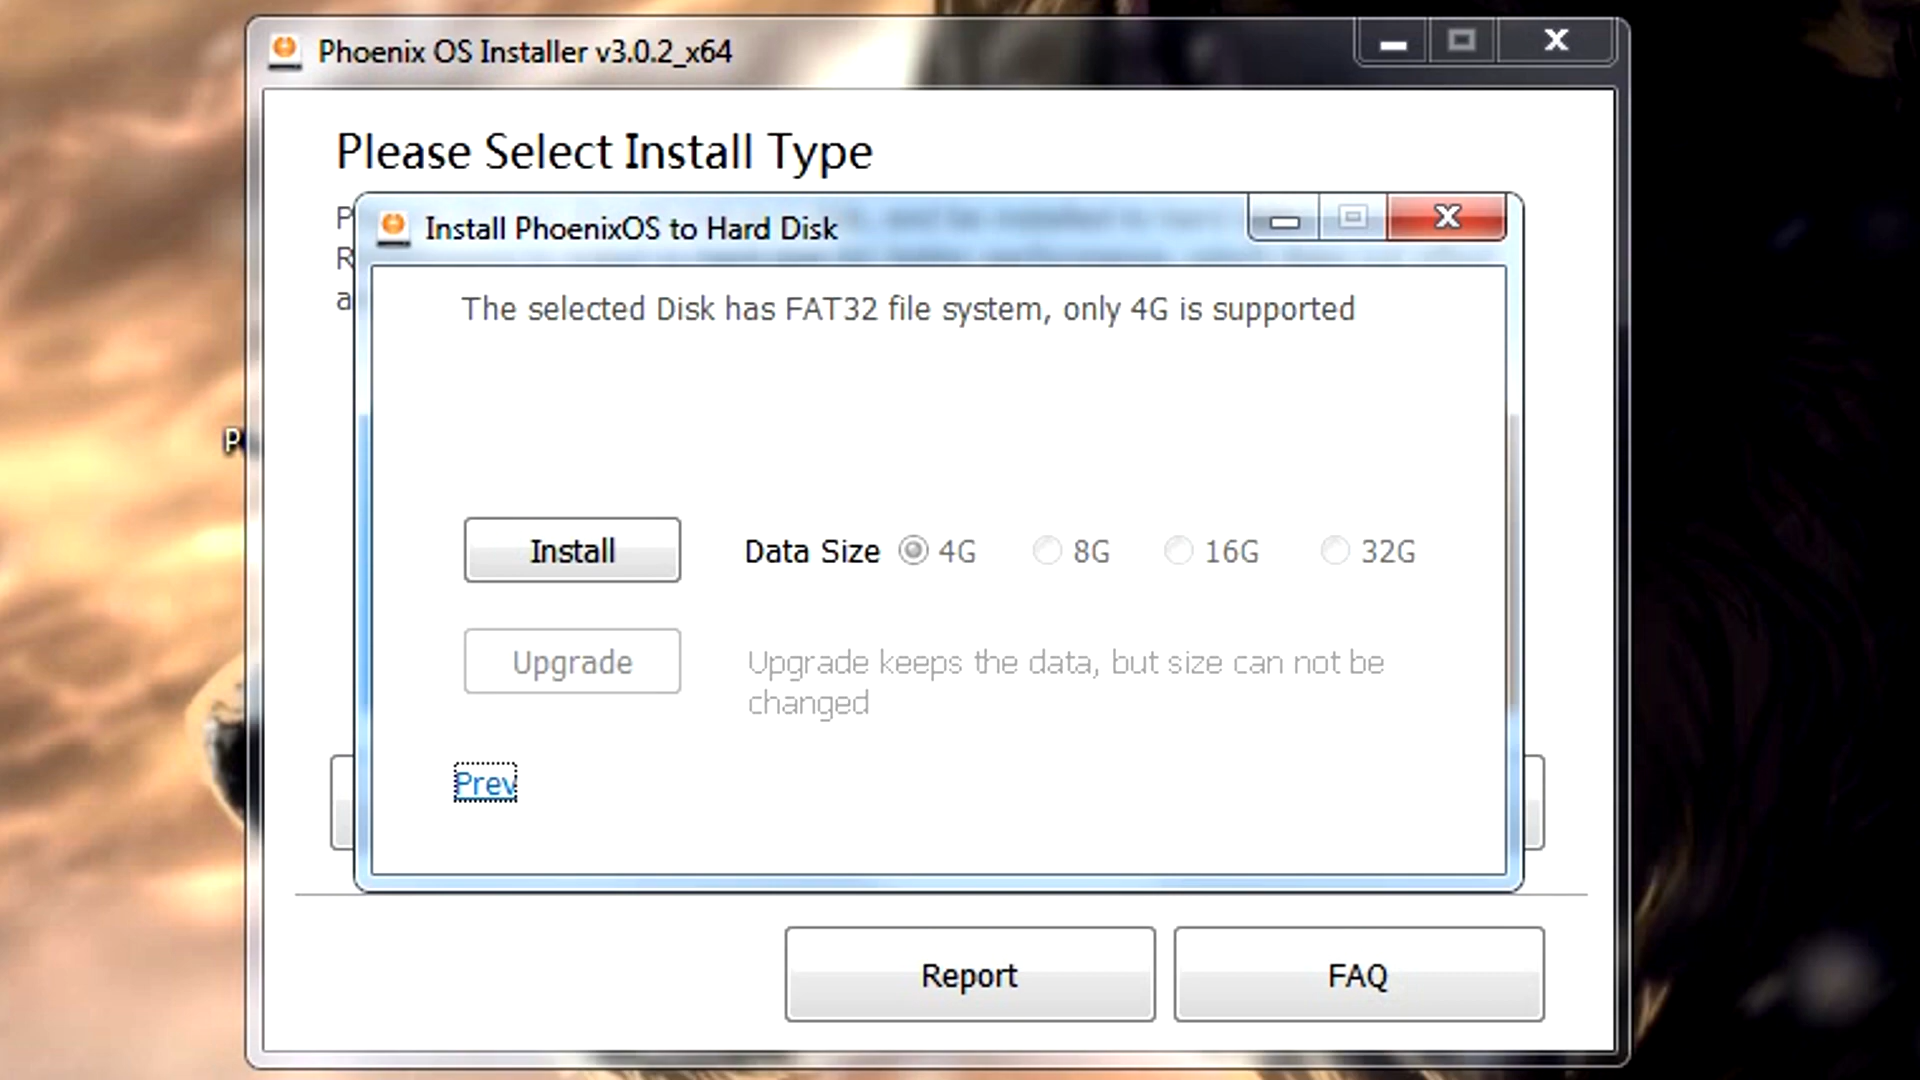 Phoenix OS Installer v3.0.2_x64
Please Select Install Type
Install PhoenixOS to Hard Disk
The selected Disk has FAT32 file system, only 4G is supported
Install
Data Size 4G 8G 16G 32G
Upgrade
Upgrade keeps the data, but size can not be
changed
Prev
Report
FAQ